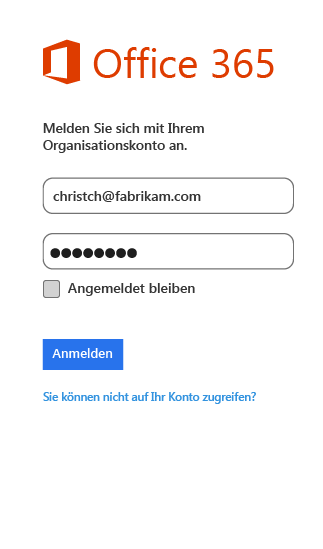 Office 365
Melden Sie sich mit Ihrem
Organisationskonto an.
christch@fabrikam.com
●●●●●●●●
Angemeldet bleiben
Anmelden
Sie können nicht auf Ihr Konto zugreifen?